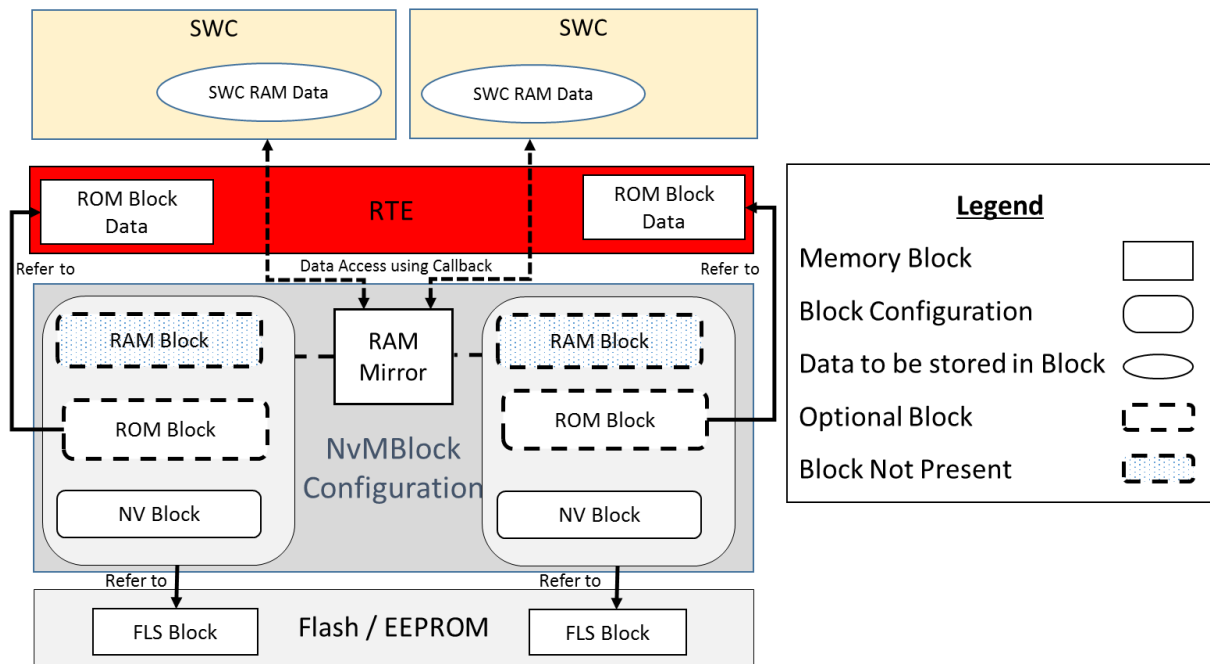 SWC
SWC RAM Data
SWC
SWC RAM Data
ROM Block
Data
RTE
ROM Block
Data
Refer to
Data Access using Callback
Refer to
RAM Block
ROM Block
NV Block
RAM
Mirror
NvMBlock
Configuration
RAM Block
ROM Block
NV Block
Refer to
Refer to
FLS Block
Flash / EEPROM
FLS Block
Legend
Memory Block
Block Configuration
Data to be stored in Block
Optional Block
Block Not Present